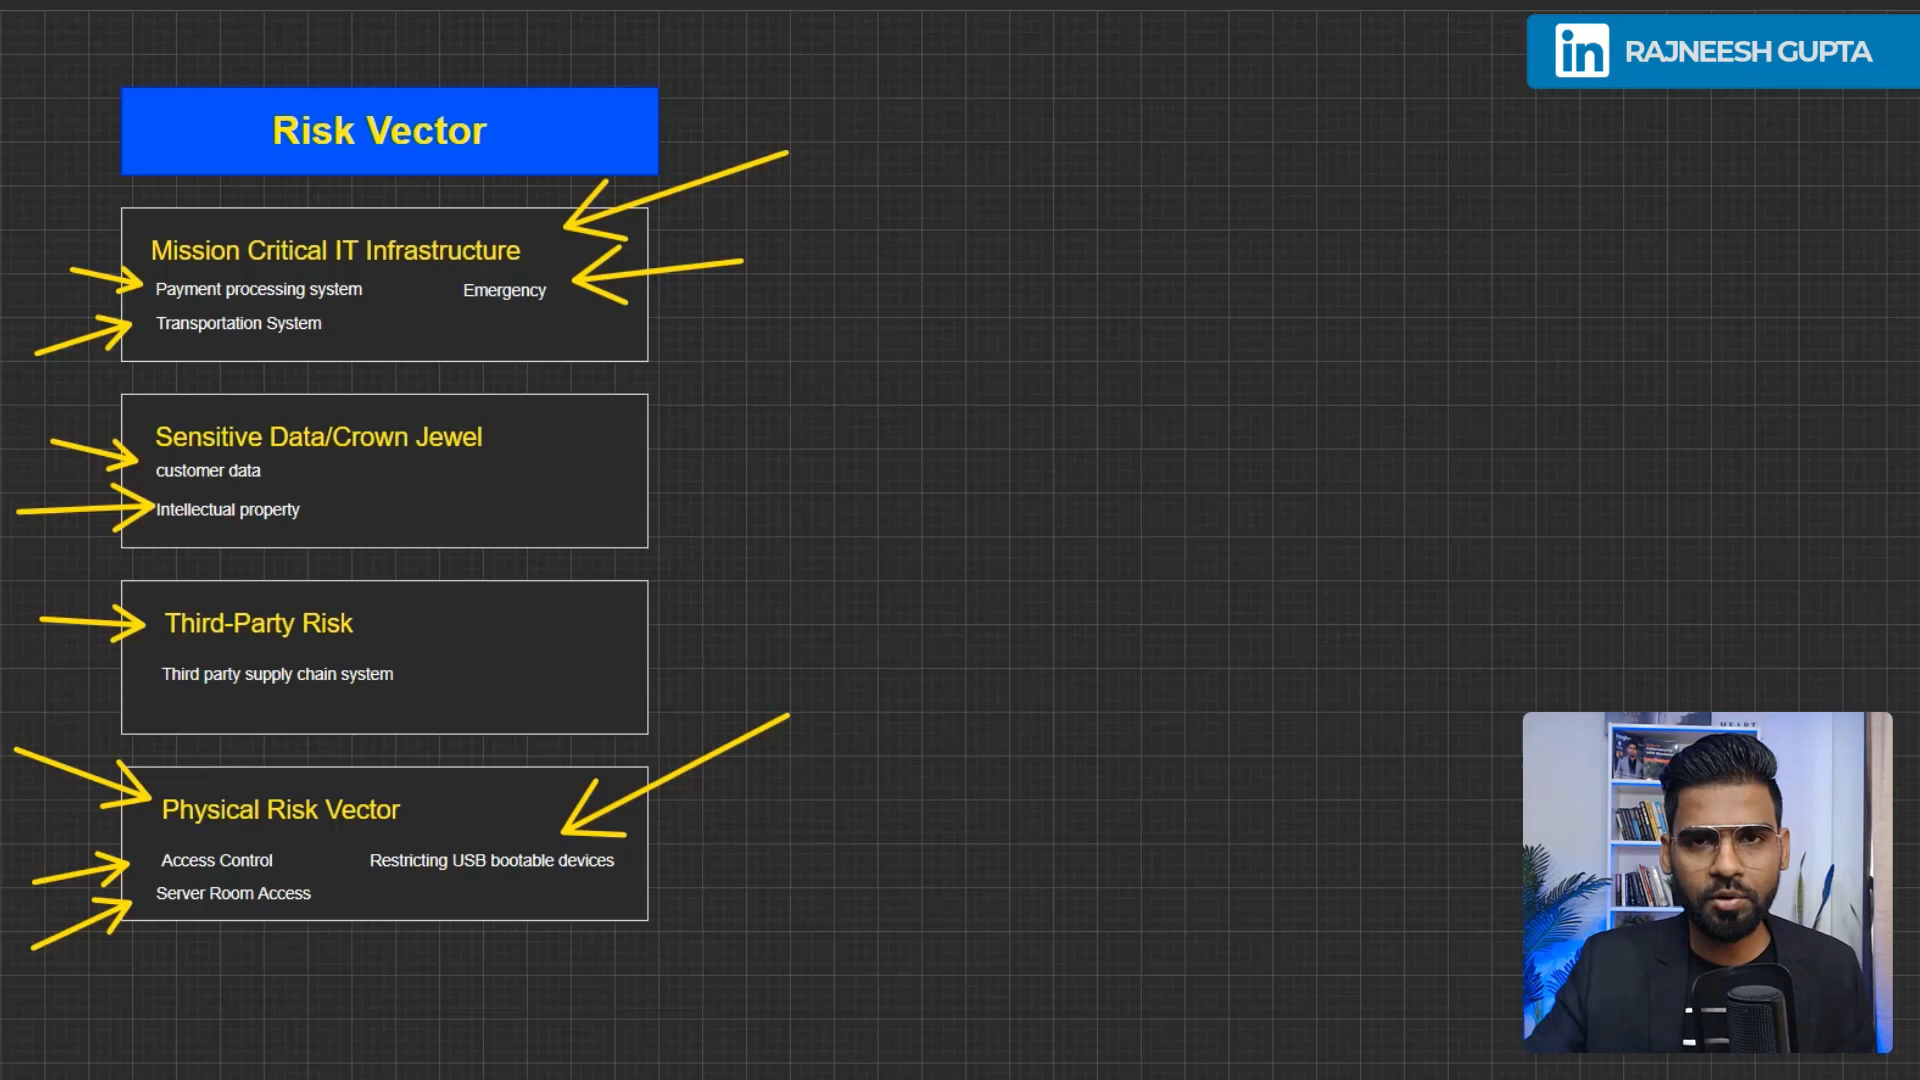 in RAJNEESH GUPTA
Risk Vector
Mission Critical IT Infrastructure
Payment processing system
Emergency
Transportation System
Sensitive Data/Crown Jewel
customer data
Intellectual property
Third-Party Risk
Third party supply chain system
Physical Risk Vector
Access Control
Restricting USB bootable devices
Server Room Access